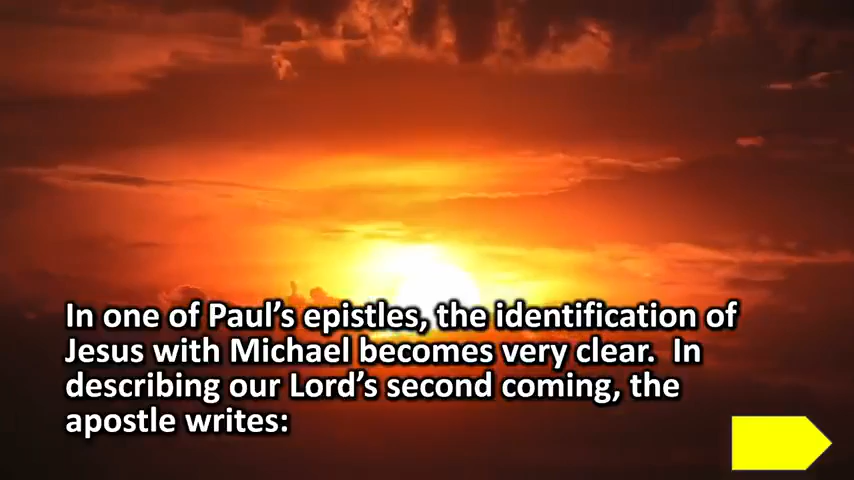 In one of Paul's epistles, the identification of
Jesus with Michael becomes very clear.  In
describing our Lord's second coming, the
apostle writes: